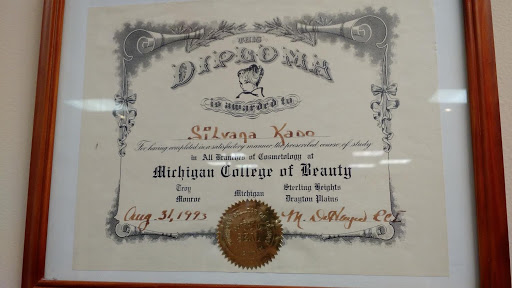 THIS
DIPLOMA
is awarded to
Silvana Kado
For having completed in a satisfactory manner the prescribed course of study
in All Branches of Cosmetology at
Michigan College of Beauty
Troy Michigan Sterling Heights
Monroe Drayton Plains
Aug 31, 1993